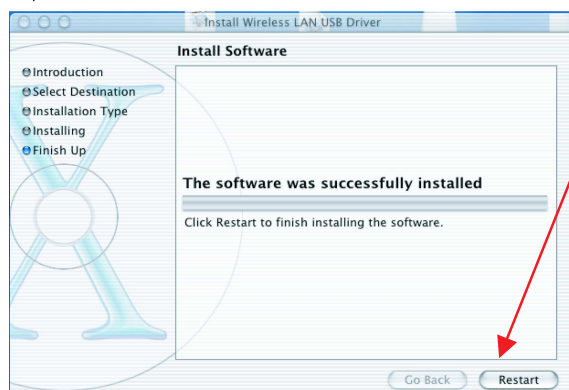 Install Wireless LAN USB Driver
Install Software
Introduction
Select Destination
Installation Type
Installing
Finish Up
The software was successfully installed
Click Restart to finish installing the software.
Go Back
Restart